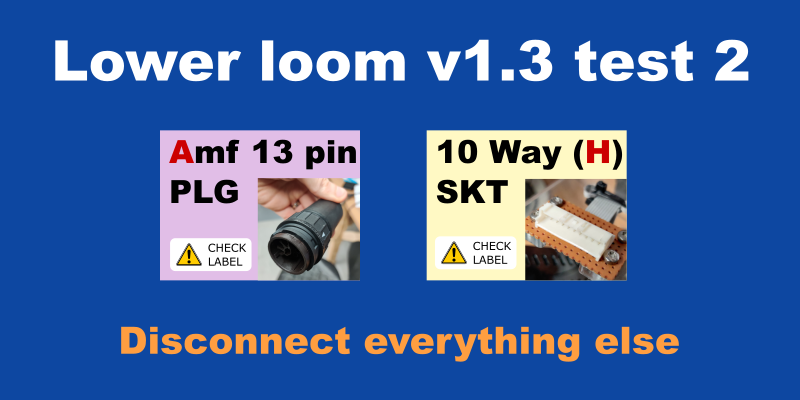 Lower loom v1.3 test 2
Amf 13 pin
PLG
CHECK
LABEL
10 Way (H)
SKT
CHECK
LABEL
Disconnect everything else